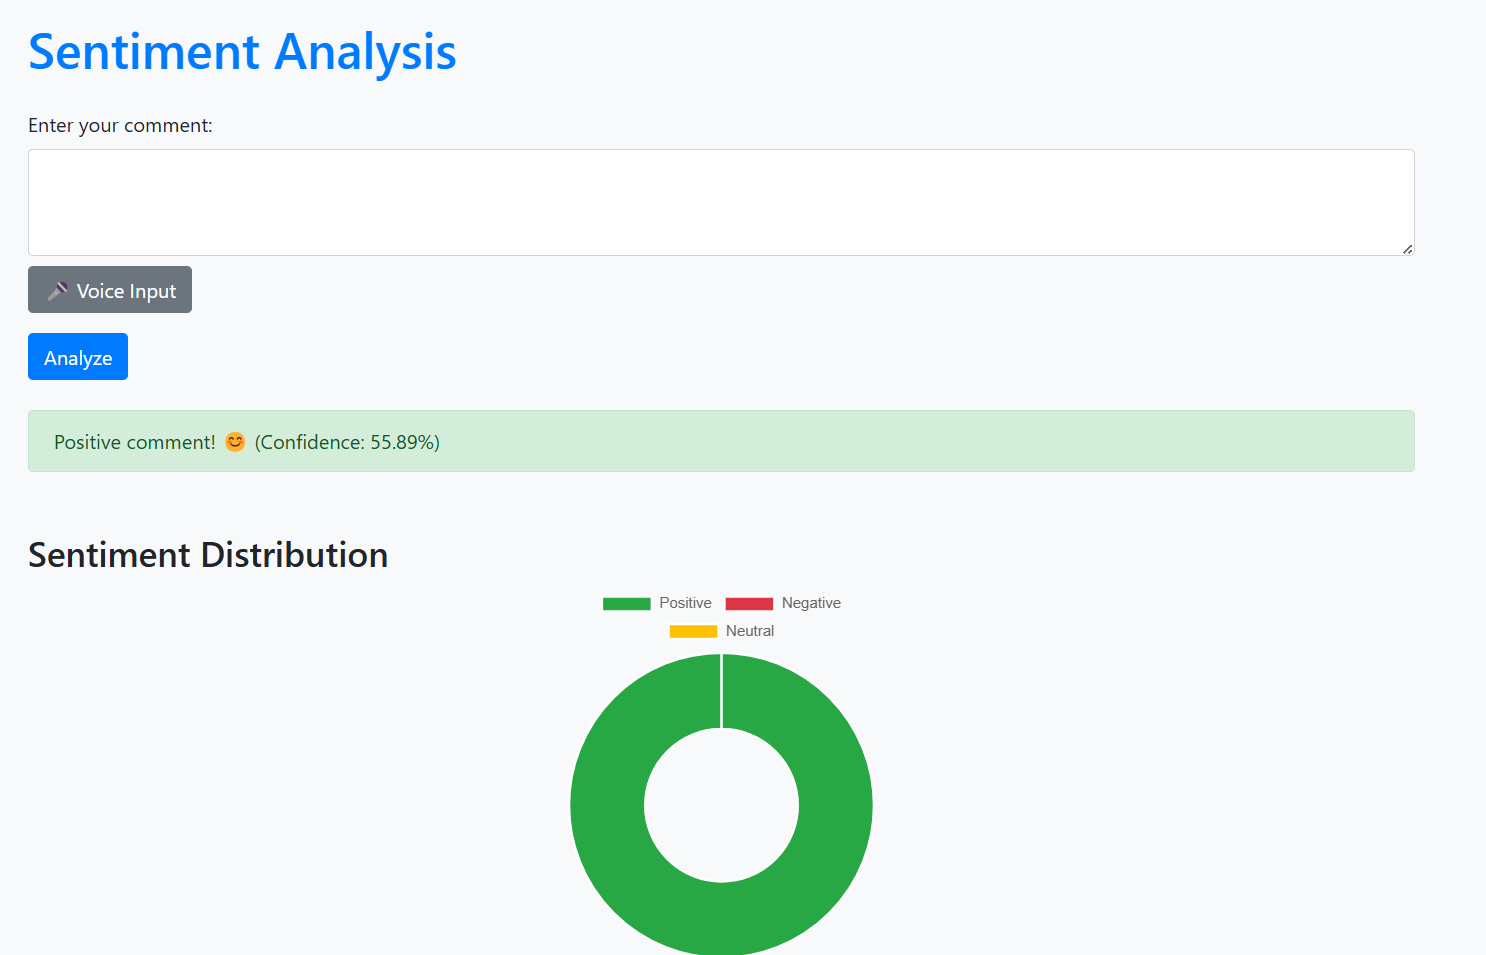 Sentiment Analysis
Enter your comment:
🎤 Voice Input
Analyze
Positive comment! 😊 (Confidence: 55.89%)
Sentiment Distribution
Positive Negative
Neutral